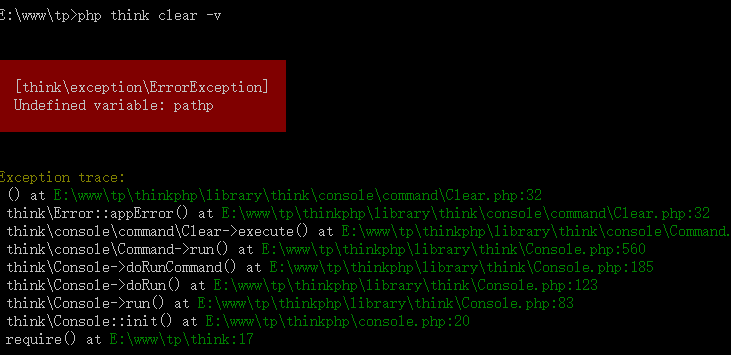 E:\www\tp>php think clear -v
[think\exception\ErrorException]
Undefined variable: pathp
Exception trace:
() at E:\www\tp\thinkphp\library\think\console\command\Clear.php:32
think\Error::appError() at E:\www\tp\thinkphp\library\think\console\command\Clear.php:32
think\console\command\Clear->execute() at E:\www\tp\thinkphp\library\think\console\Command.
think\console\Command->run() at E:\www\tp\thinkphp\library\think\Console.php:560
think\Console->doRunCommand() at E:\www\tp\thinkphp\library\think\Console.php:185
think\Console->doRun() at E:\www\tp\thinkphp\library\think\Console.php:123
think\Console->run() at E:\www\tp\thinkphp\library\think\Console.php:83
think\Console::init() at E:\www\tp\thinkphp\console.php:20
require() at E:\www\tp\think:17